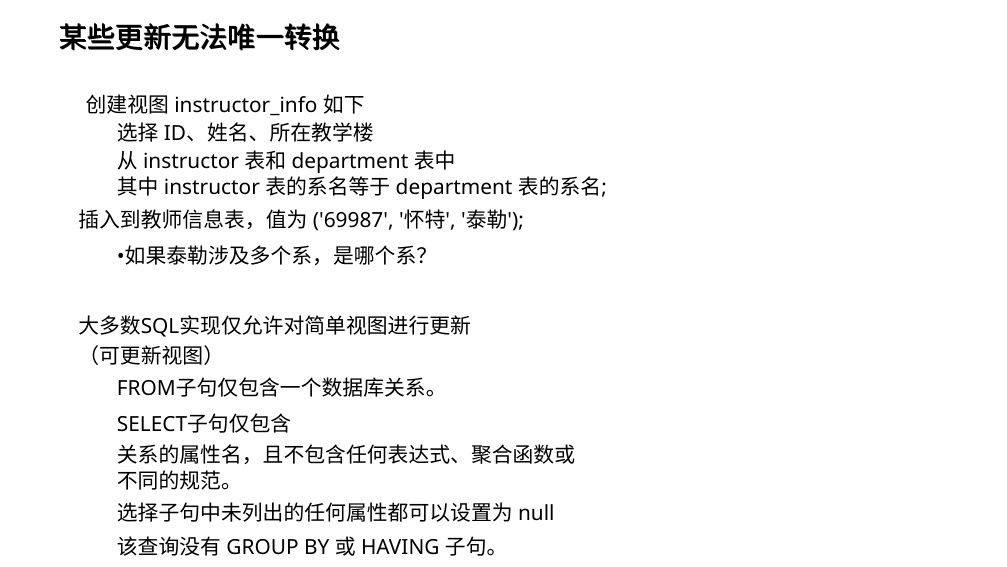 某些更新无法唯一转换
创建视图 instructor_info 如下
选择 ID、姓名、所在教学楼
从 instructor 表和 department 表中
其中 instructor 表的系名等于 department 表的系名;
插入到教师信息表，值为 ('69987', '怀特', '泰勒');
•如果泰勒涉及多个系，是哪个系？
大多数SQL实现仅允许对简单视图进行更新
（可更新视图）
FROM子句仅包含一个数据库关系。
SELECT子句仅包含
关系的属性名，且不包含任何表达式、聚合函数或
不同的规范。
选择子句中未列出的任何属性都可以设置为 null
该查询没有 GROUP BY 或 HAVING 子句。